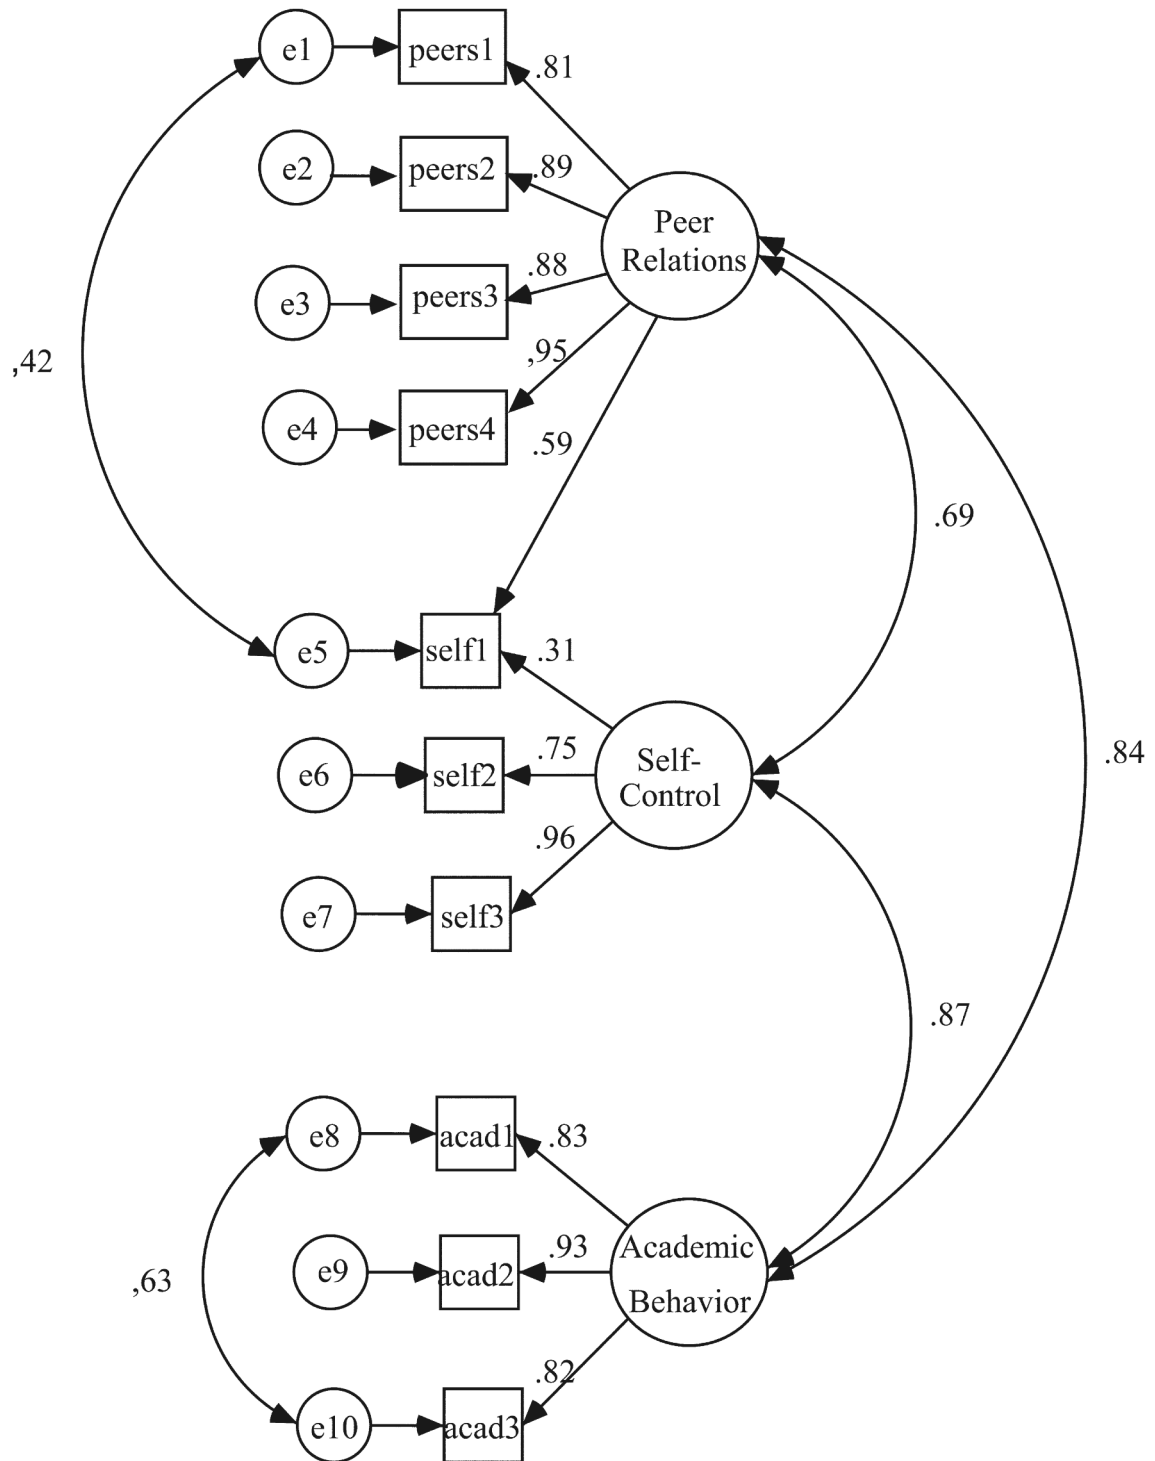 e1
peers1
.81
e2
peers2
.89
Peer
Relations
e3
peers3
.88
,95
,42
e4
peers4
.59
.69
e5
self1
.31
e6
self2
.75
Self-
Control
.84
.96
e7
self3
.87
e8
acad1
.83
e9
acad2
.93
Academic
Behavior
,63
.82
e10
acad3